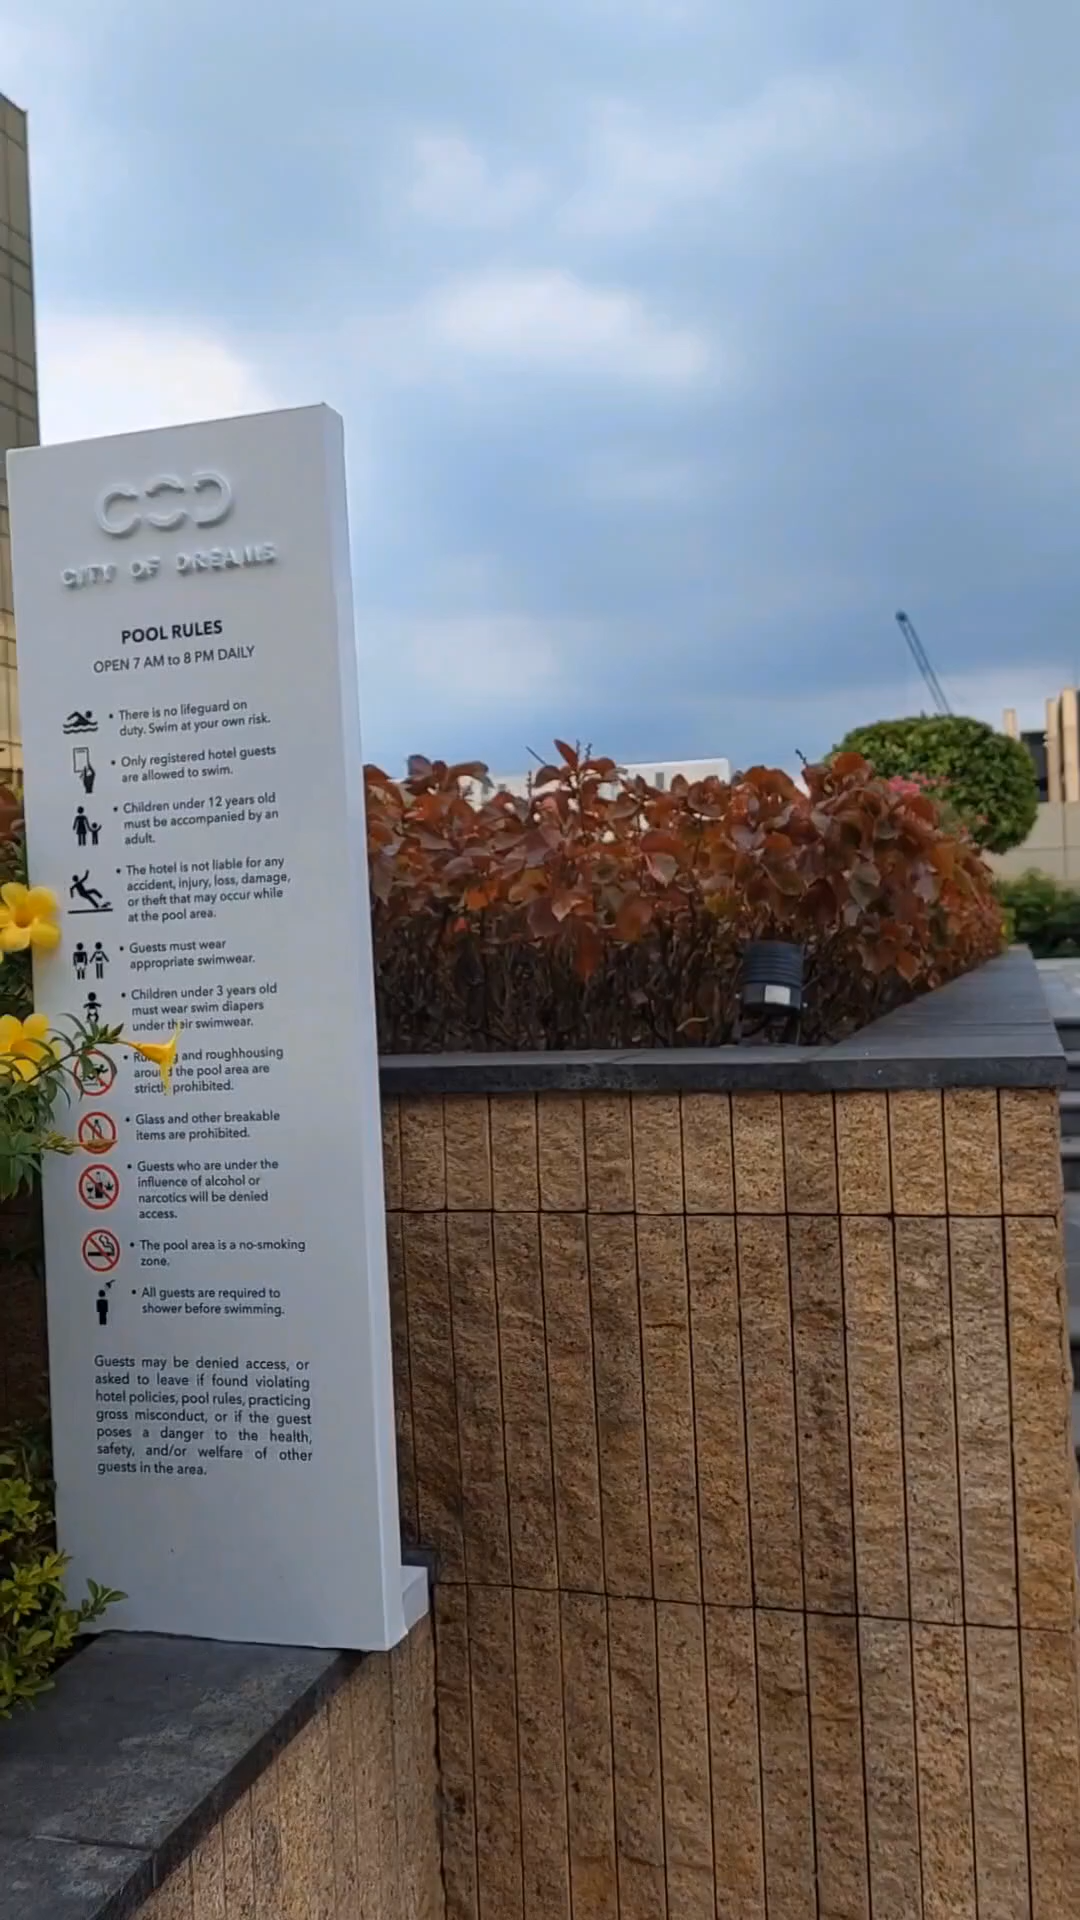 COD
CITY OF DREAMS
POOL RULES
OPEN 7 AM to 8 PM DAILY
• There is no lifeguard on
duty. Swim at your own risk.
• Only registered hotel guests
are allowed to swim.
• Children under 12 years old
must be accompanied by an
adult.
• The hotel is not liable for any
accident, injury, loss, damage,
or theft that may occur while
at the pool area.
• Guests must wear
appropriate swimwear.
• Children under 3 years old
must wear swim diapers
under their swimwear.
• and roughhousing
around the pool area are
strictly prohibited.
• Glass and other breakable
items are prohibited.
• Guests who are under the
influence of alcohol or
narcotics will be denied
access.
• The pool area is a no-smoking
zone.
• All guests are required to
shower before swimming.
Guests may be denied access, or
asked to leave if found violating
hotel policies, pool rules, practicing
gross misconduct, or if the guest
poses a danger to the health,
safety, and/or welfare of other
guests in the area.